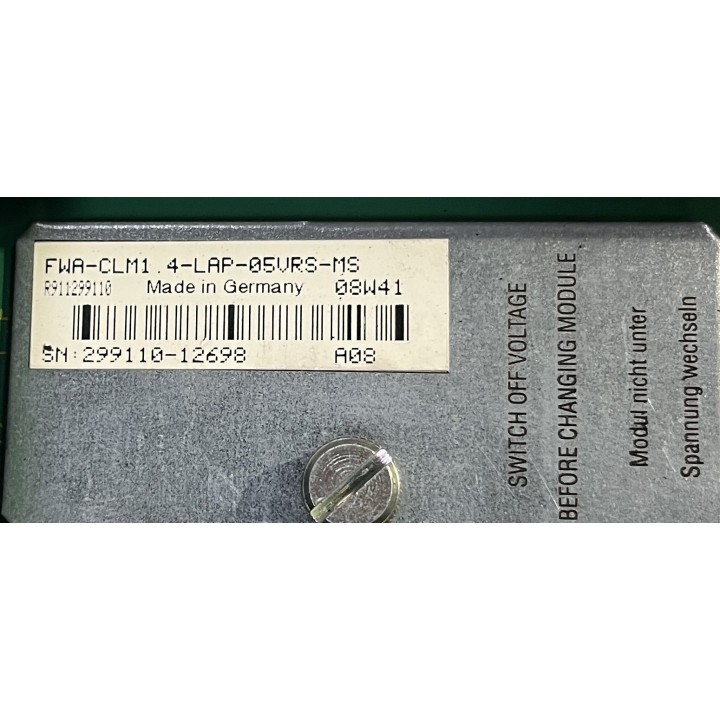 FWA-CLM1.4-LAP-05VRS-MS
R911299110 Made in Germany 08W41
SN:299110-12698 A08
SWITCH OFF VOLTAGE
BEFORE CHANGING MODULE
Modul nicht unter
Spannung wechseln